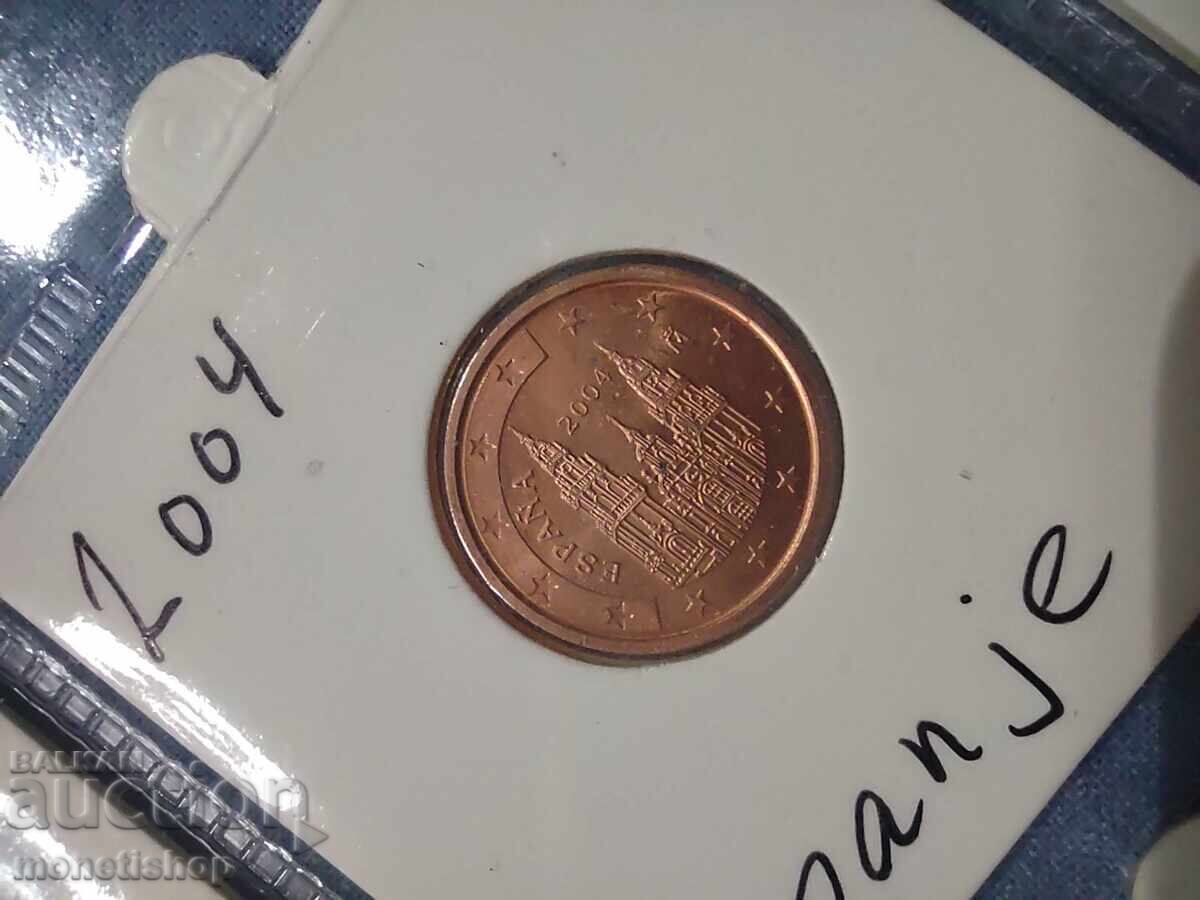 2004
ESPAÑA
2004
M
panje
BALKAN
auction
monetishop